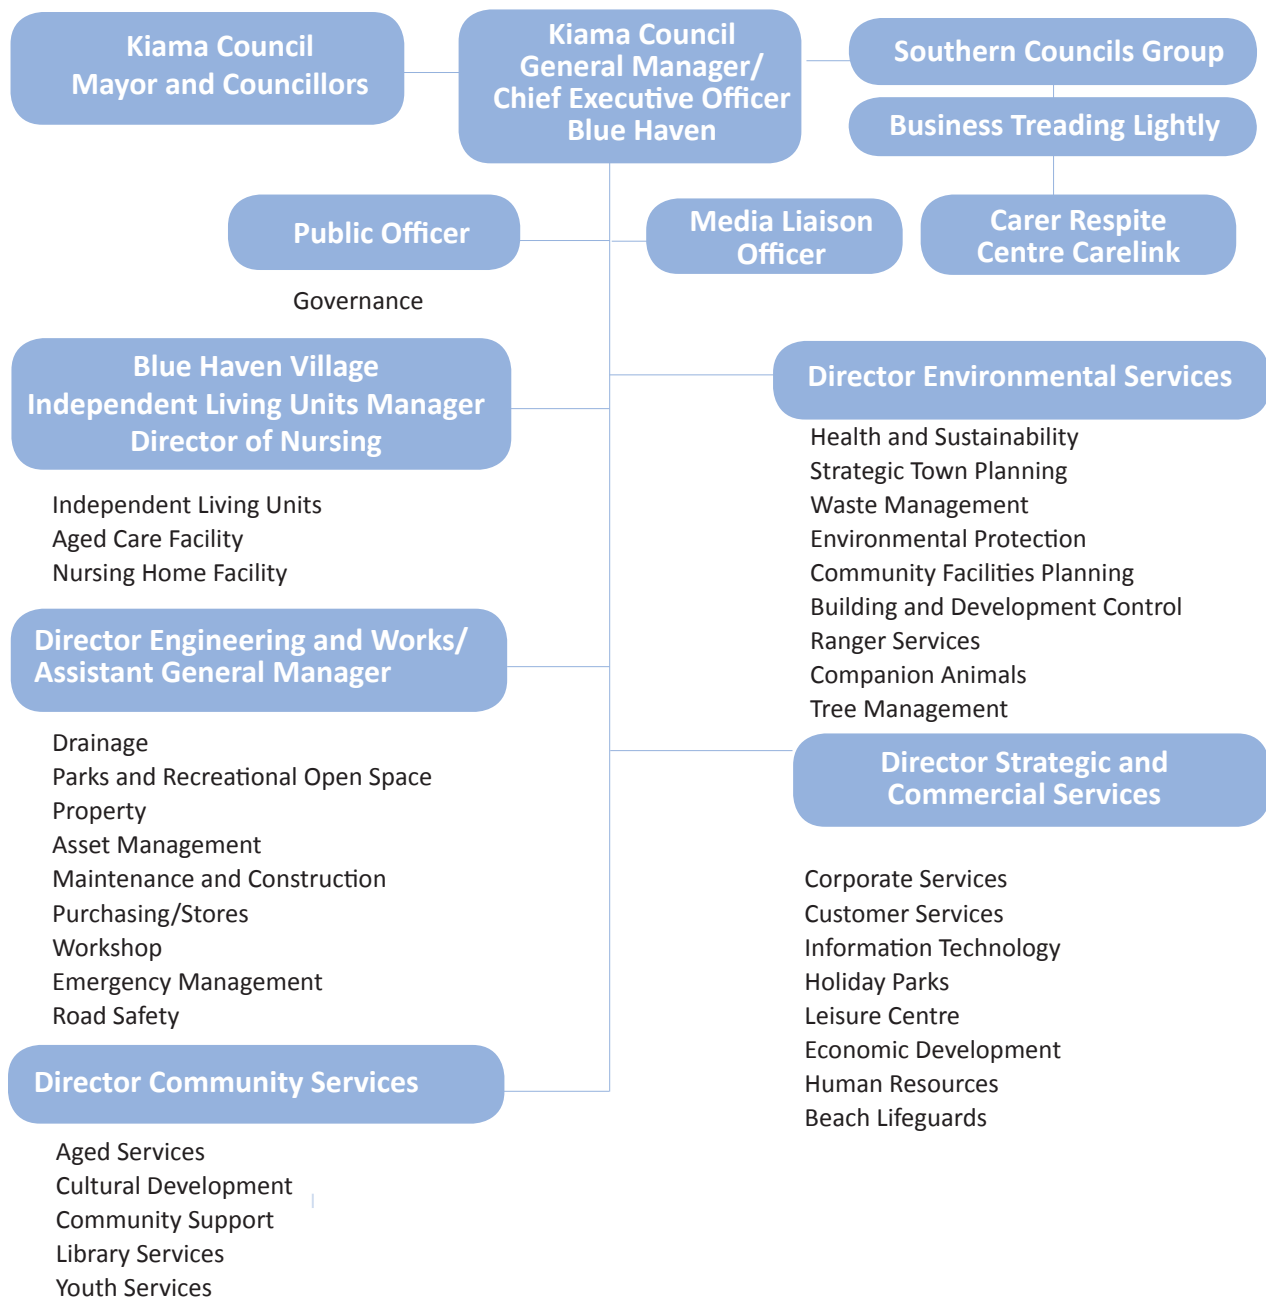 Kiama Council
Mayor and Councillors
Kiama Council
General Manager/
Chief Executive Officer
Blue Haven
Southern Councils Group
Business Treading Lightly
Carer Respite
Centre Carelink
Public Officer
Governance
Media Liaison
Officer
Blue Haven Village
Independent Living Units Manager
Director of Nursing
Independent Living Units
Aged Care Facility
Nursing Home Facility
Director Engineering and Works/
Assistant General Manager
Drainage
Parks and Recreational Open Space
Property
Asset Management
Maintenance and Construction
Purchasing/Stores
Workshop
Emergency Management
Road Safety
Director Community Services
Aged Services
Cultural Development
Community Support
Library Services
Youth Services
Director Environmental Services
Health and Sustainability
Strategic Town Planning
Waste Management
Environmental Protection
Community Facilities Planning
Building and Development Control
Ranger Services
Companion Animals
Tree Management
Director Strategic and
Commercial Services
Corporate Services
Customer Services
Information Technology
Holiday Parks
Leisure Centre
Economic Development
Human Resources
Beach Lifeguards